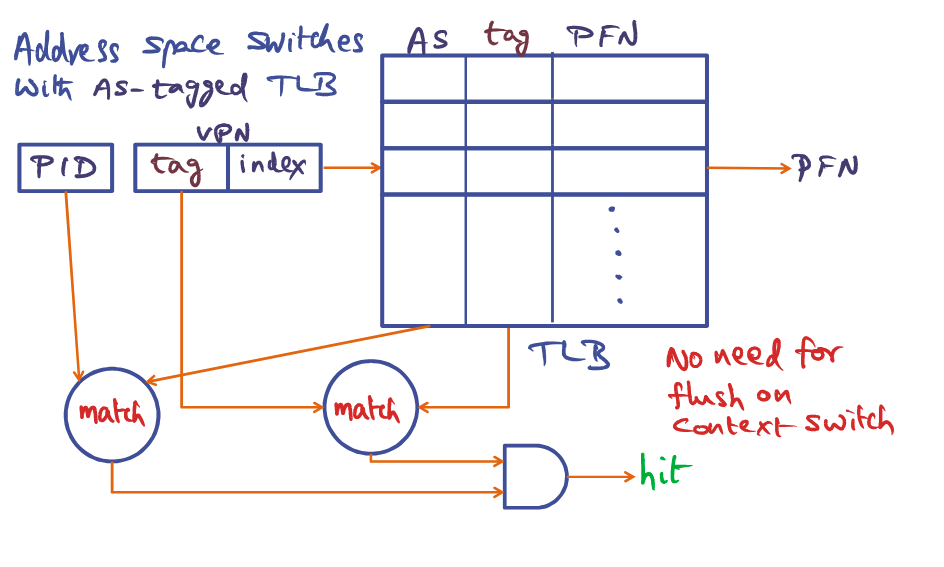 Address space switches
with AS-tagged TLB
AS tag PFN
VPN
PID tag index
PFN
TLB
No need for
flush on
context switch
match
match
hit